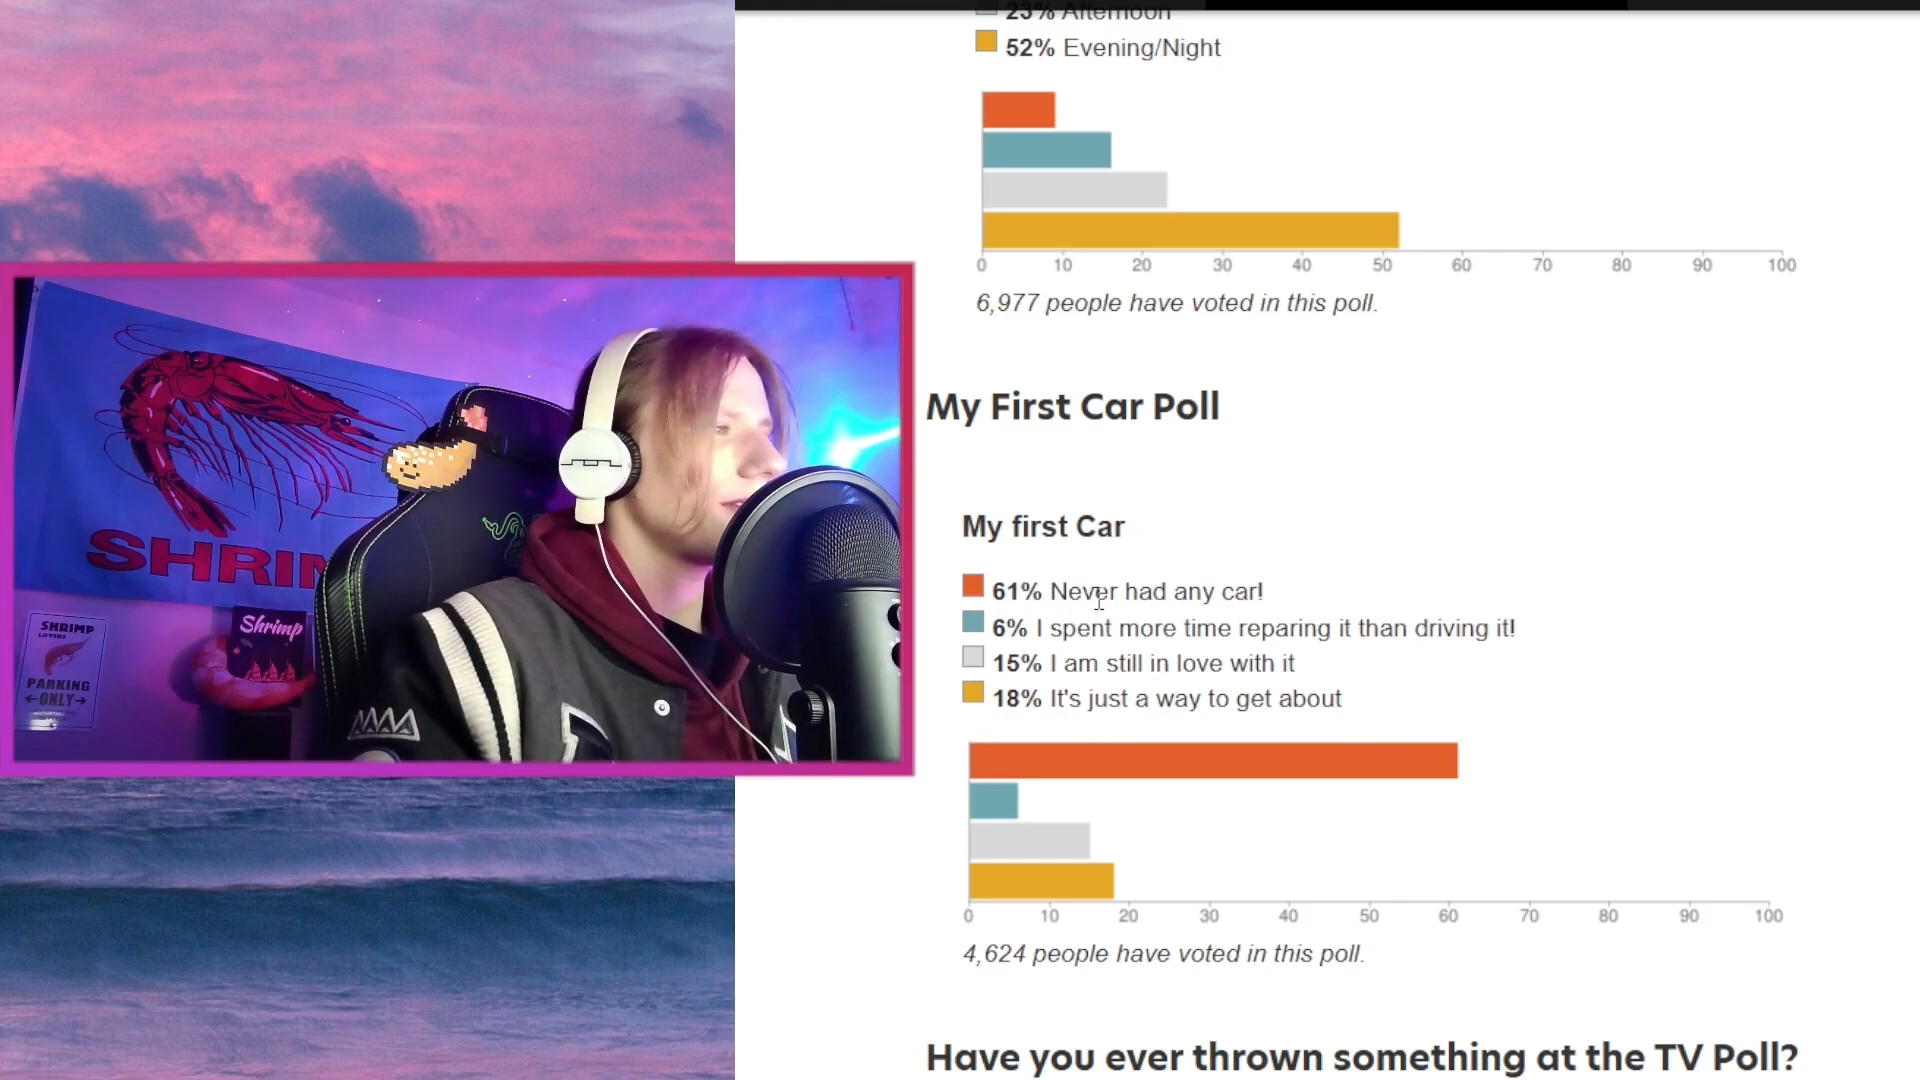 23% Afternoon
52% Evening/Night
0 10 20 30 40 50 60 70 80 90 100
6,977 people have voted in this poll.
My First Car Poll
My first Car
61% Never had any car!
6% I spent more time reparing it than driving it!
15% I am still in love with it
18% It's just a way to get about
0 10 20 30 40 50 60 70 80 90 100
4,624 people have voted in this poll.
Have you ever thrown something at the TV Poll?
SHRIM
Shrimp
SHRIMP
LOVERS
PARKING
←ONLY→